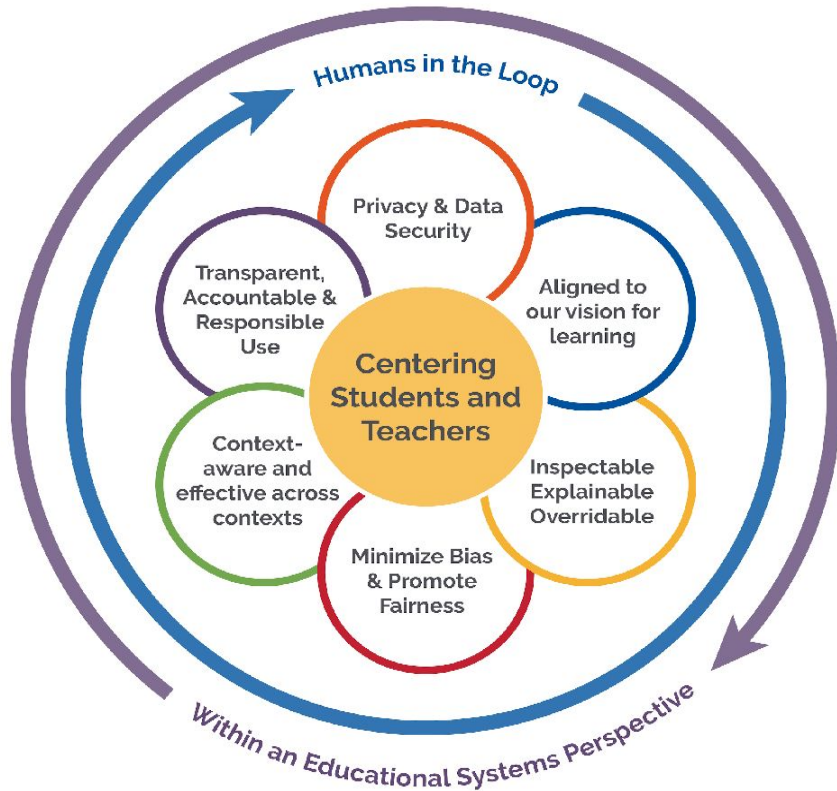 Humans in the Loop
Privacy & Data
Security
Aligned to
our vision for
learning
Inspectable
Explainable
Overridable
Minimize Bias
& Promote
Fairness
Context-
aware and
effective across
contexts
Transparent,
Accountable &
Responsible
Use
Centering
Students and
Teachers
Within an Educational Systems Perspective